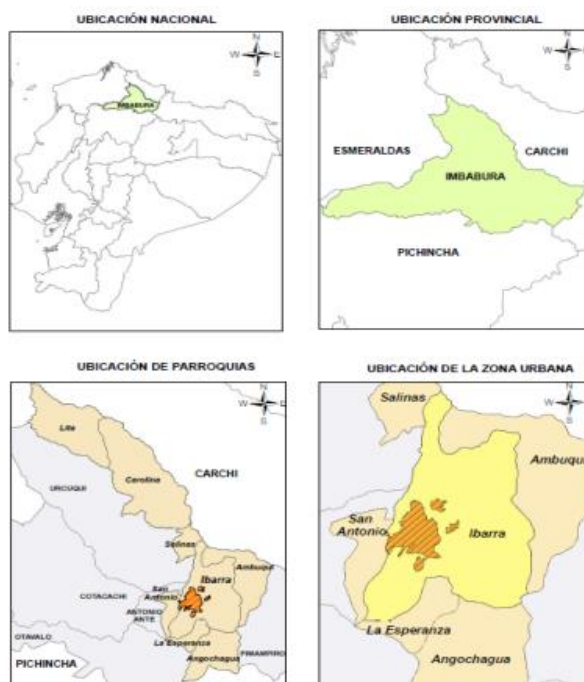 UBICACIÓN NACIONAL
N
W E
S
IMBABURA
UBICACIÓN PROVINCIAL
N
W
S
ESMERALDAS
CARCHI
IMBABURA
PICHINCHA
UBICACIÓN DE PARROQUIAS
N
W
S
Lita
CARCHI
URCUQUI
Carolina
Salinas
Ibarra
Ambuqui
San Antonio
COTACACHI
ANTONIO
ANTE
OTAVALO
La Esperanza
PIMAMPIRO
Angochagua
PICHINCHA
UBICACIÓN DE LA ZONA URBANA
N
W
S
Salinas
Ambuqui
San
Antonio
Ibarra
La Esperanza
Angochagua